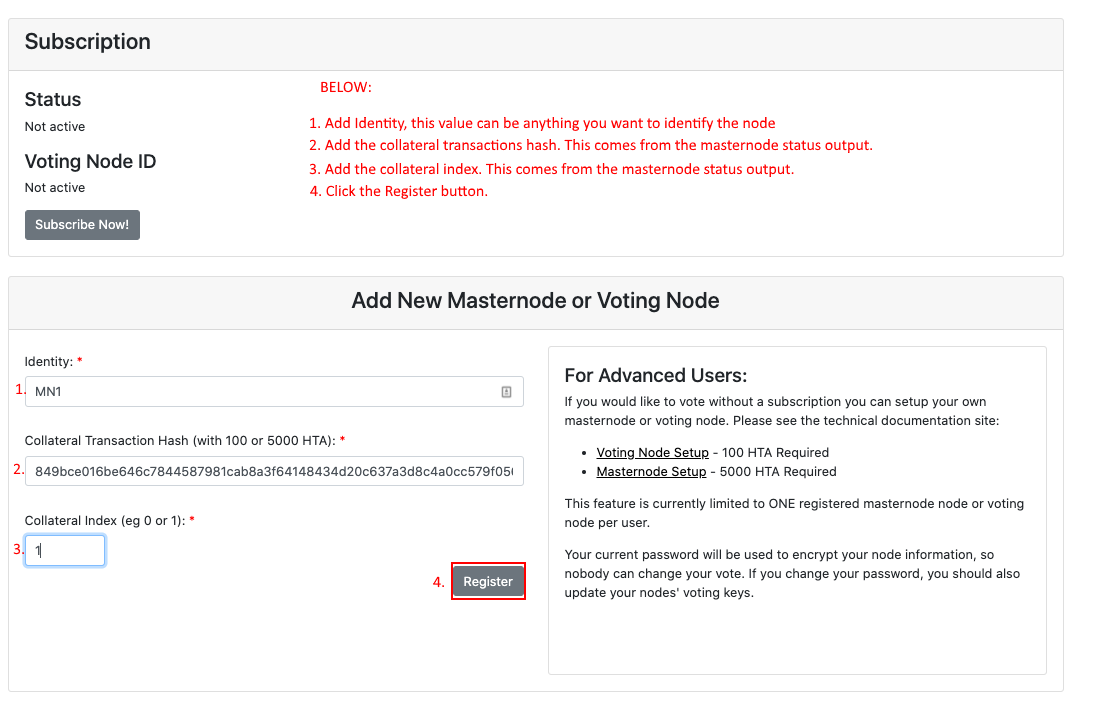 Subscription
Status
Not active
Voting Node ID
Not active
Subscribe Now!
BELOW:
1. Add Identity, this value can be anything you want to identify the node
2. Add the collateral transactions hash. This comes from the masternode status output.
3. Add the collateral index. This comes from the masternode status output.
4. Click the Register button.
Add New Masternode or Voting Node
Identity: *
1. MN1
Collateral Transaction Hash (with 100 or 5000 HTA): *
2. 849bce016be646c7844587981cab8a3f64148434d20c637a3d8c4a0cc579f05
Collateral Index (eg 0 or 1): *
3. 1
4. Register
For Advanced Users:
If you would like to vote without a subscription you can setup your own
masternode or voting node. Please see the technical documentation site:
• Voting Node Setup - 100 HTA Required
• Masternode Setup - 5000 HTA Required
This feature is currently limited to ONE registered masternode node or voting
node per user.
Your current password will be used to encrypt your node information, so
nobody can change your vote. If you change your password, you should also
update your nodes' voting keys.